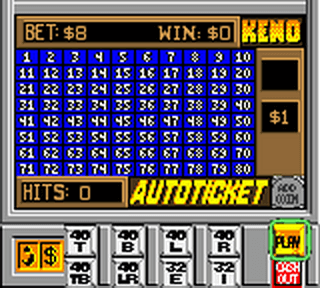 BET: $8 WIN: $0 KENO
1 2 3 4 5 6 7 8 9 10
11 12 13 14 15 16 17 18 19 20
21 22 23 24 25 26 27 28 29 30
31 32 33 34 35 36 37 38 39 40
$1
41 42 43 44 45 46 47 48 49 50
51 52 53 54 55 56 57 58 59 60
61 62 63 64 65 66 67 68 69 70
71 72 73 74 75 76 77 78 79 80
HITS: 0 AUTOTICKET ADD COIN
40 T 40 B 40 L 40 R PLAY
$ 40 TB 40 LR 32 E 32 I CASH OUT